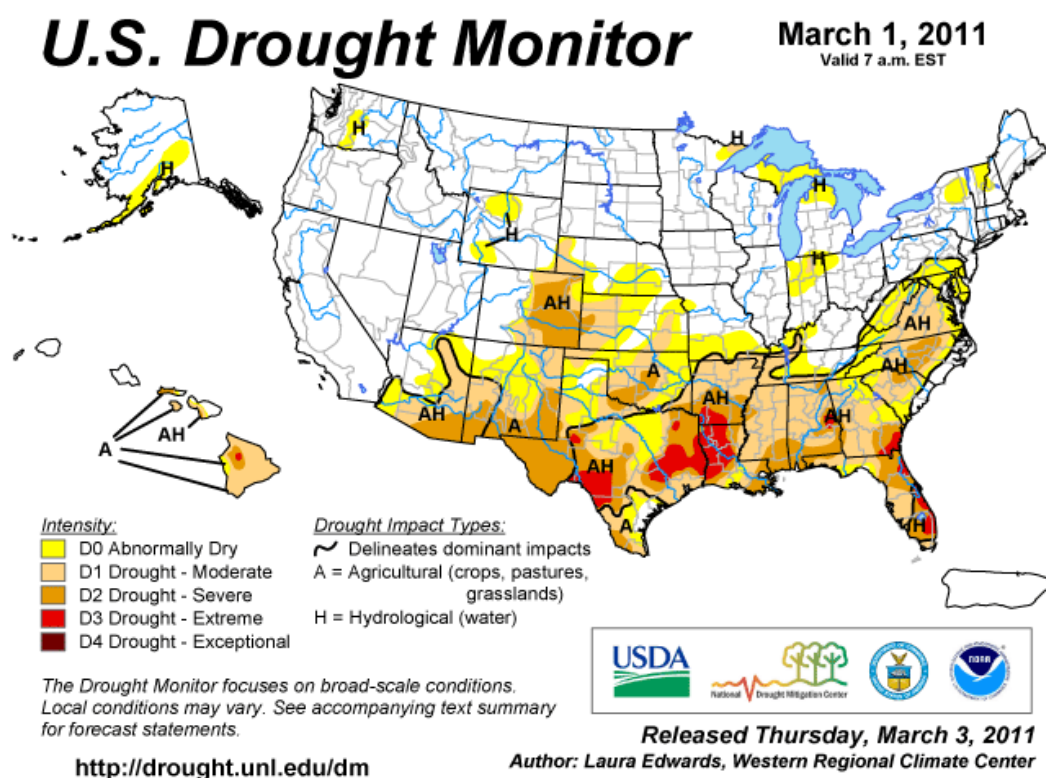 U.S. Drought Monitor
March 1, 2011
Valid 7 a.m. EST
H
H
H
H
H
H
AH
AH
A
AH
AH
A
AH
AH
AH
A
H
A
AH
Intensity:
D0 Abnormally Dry
D1 Drought - Moderate
D2 Drought - Severe
D3 Drought - Extreme
D4 Drought - Exceptional
Drought Impact Types:
Delineates dominant impacts
A = Agricultural (crops, pastures,
grasslands)
H = Hydrological (water)
The Drought Monitor focuses on broad-scale conditions.
Local conditions may vary. See accompanying text summary
for forecast statements.
http://drought.unl.edu/dm
USDA
National Drought Mitigation Center
NOAA
Released Thursday, March 3, 2011
Author: Laura Edwards, Western Regional Climate Center